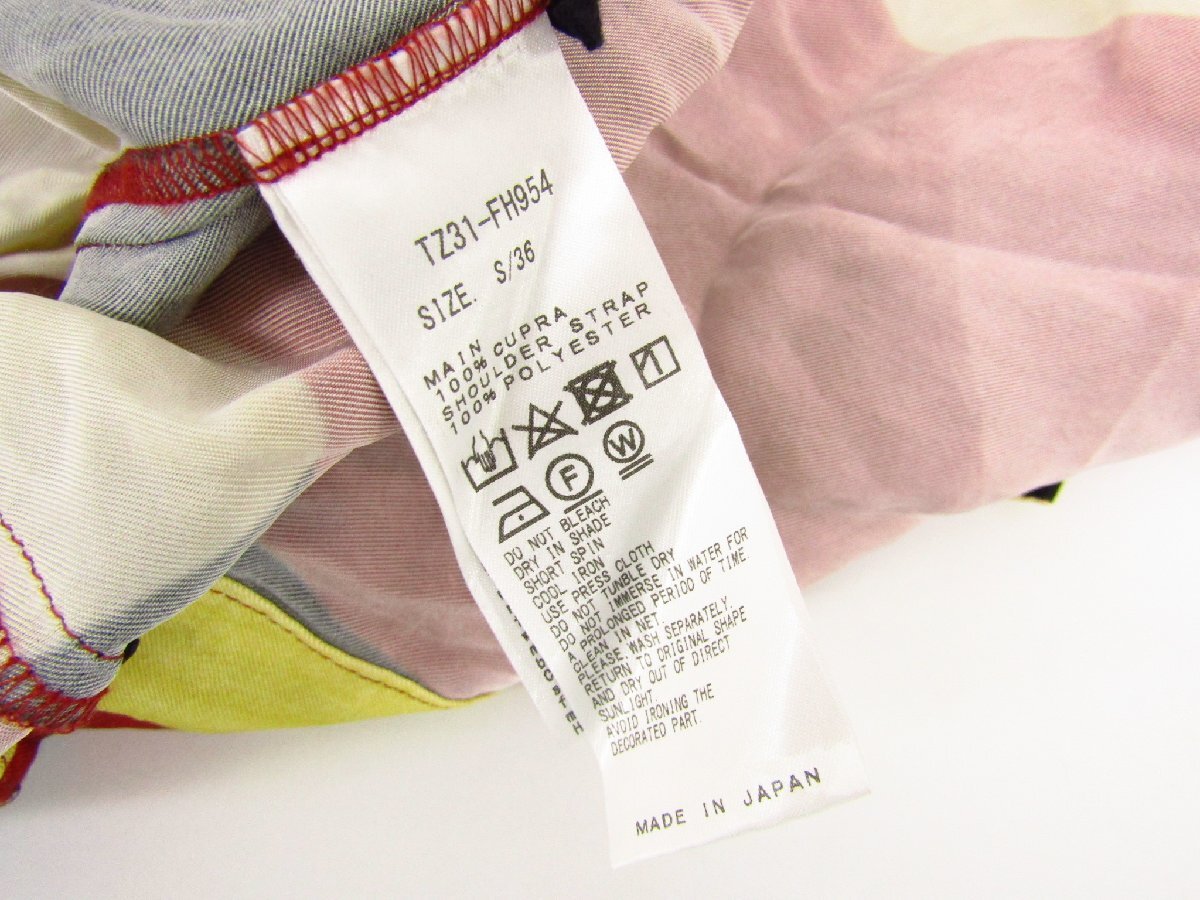 TZ31-FH954
SIZE. S/36
MAIN
100% CUPRA
SHOULDER STRAP
100% POLYESTER
F
W
DO NOT BLEACH
DRY IN SHADE
SHORT SPIN
COOL IRON
USE PRESS CLOTH
DO NOT TUNBLE DRY
DO NOT IMMERSE IN WATER FOR
A PROLONGED PERIOD OF TIME
CLEAN IN NET
PLEASE WASH SEPARATELY
RETURN TO ORIGINAL SHAPE
AND DRY OUT OF DIRECT
SUNLIGHT.
AVOID IRONING THE
DECORATED PART.
MADE IN JAPAN